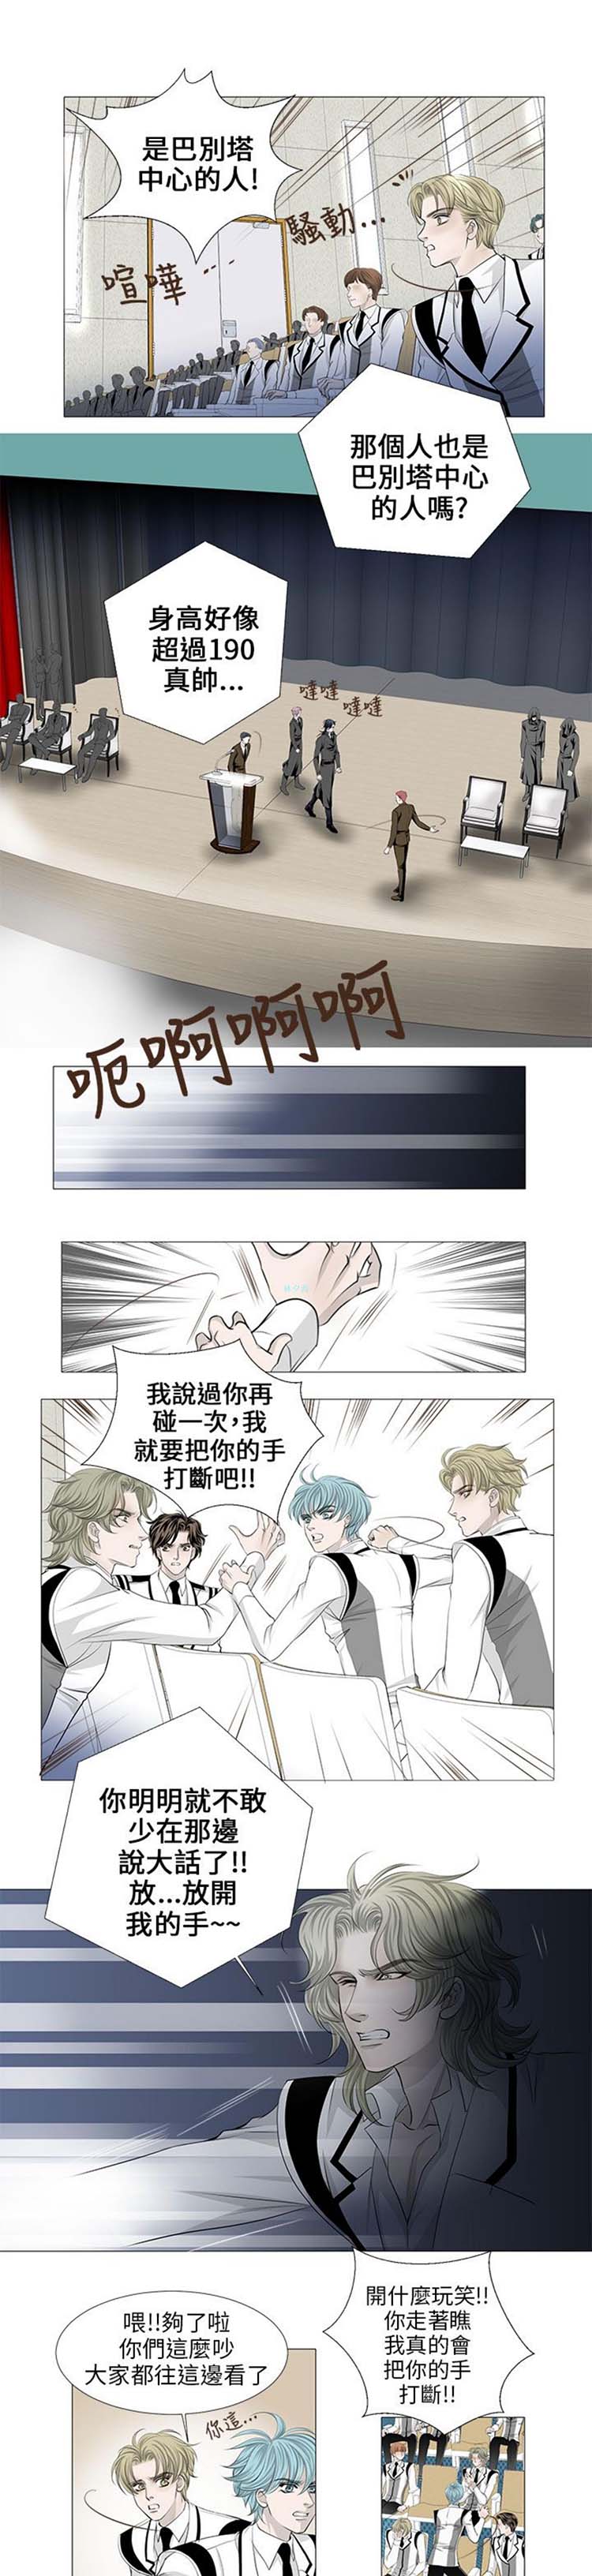 是巴別塔
中心的人!
騷動...
喧嘩...
那個人也是
巴別塔中心
的人嗎?
身高好像
超過190
真帥...
噠噠
噠噠
呃啊啊啊
我說過你再
碰一次,我
就要把你的手
打斷吧!!
你明明就不敢
少在那邊
說大話了!!
放...放開
我的手~~
開什麼玩笑!!
你走著瞧
我真的會
把你的手
打斷!!
喂!!夠了啦
你們這麼吵
大家都往這邊看了
你這...